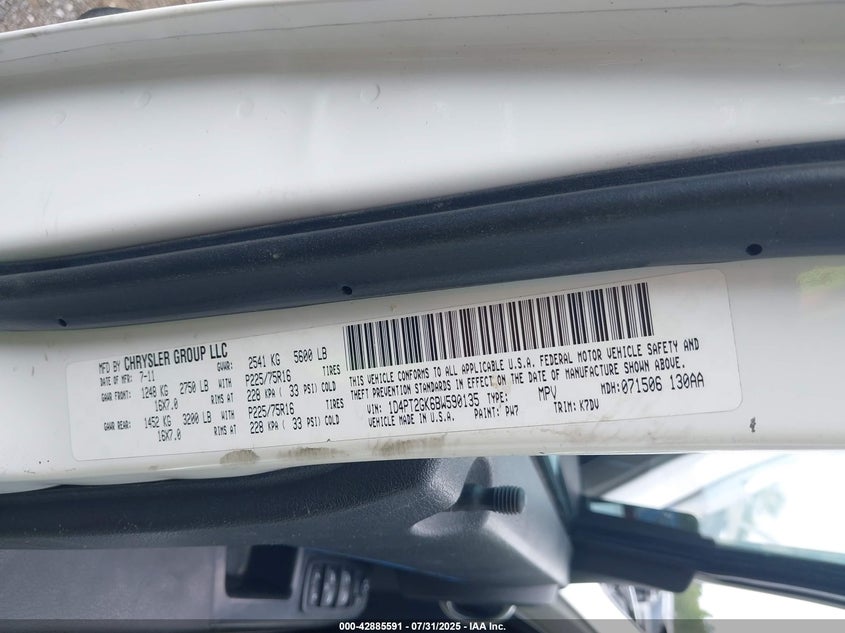 MFD BY CHRYSLER GROUP LLC
DATE OF MFR: 7-11 GVWR: 2541 KG 5600 LB
GAWR FRONT: 1248 KG 2750 LB WITH P225/75R16 TIRES
16X7.0 RIMS AT 228 KPA ( 33 PSI) COLD
GAWR REAR: 1452 KG 3200 LB WITH P225/75R16 TIRES
16X7.0 RIMS AT 228 KPA ( 33 PSI) COLD
THIS VEHICLE CONFORMS TO ALL APPLICABLE U.S.A. FEDERAL MOTOR VEHICLE SAFETY AND
THEFT PREVENTION STANDARDS IN EFFECT ON THE DATE OF MANUFACTURE SHOWN ABOVE.
VIN: 1D4PT2GK6BW590135 TYPE: MPV MDH: 071506 130AA
MADE IN U.S.A. PAINT: PW7 TRIM: K7DV
000-42885591 - 07/31/2025 - IAA Inc.